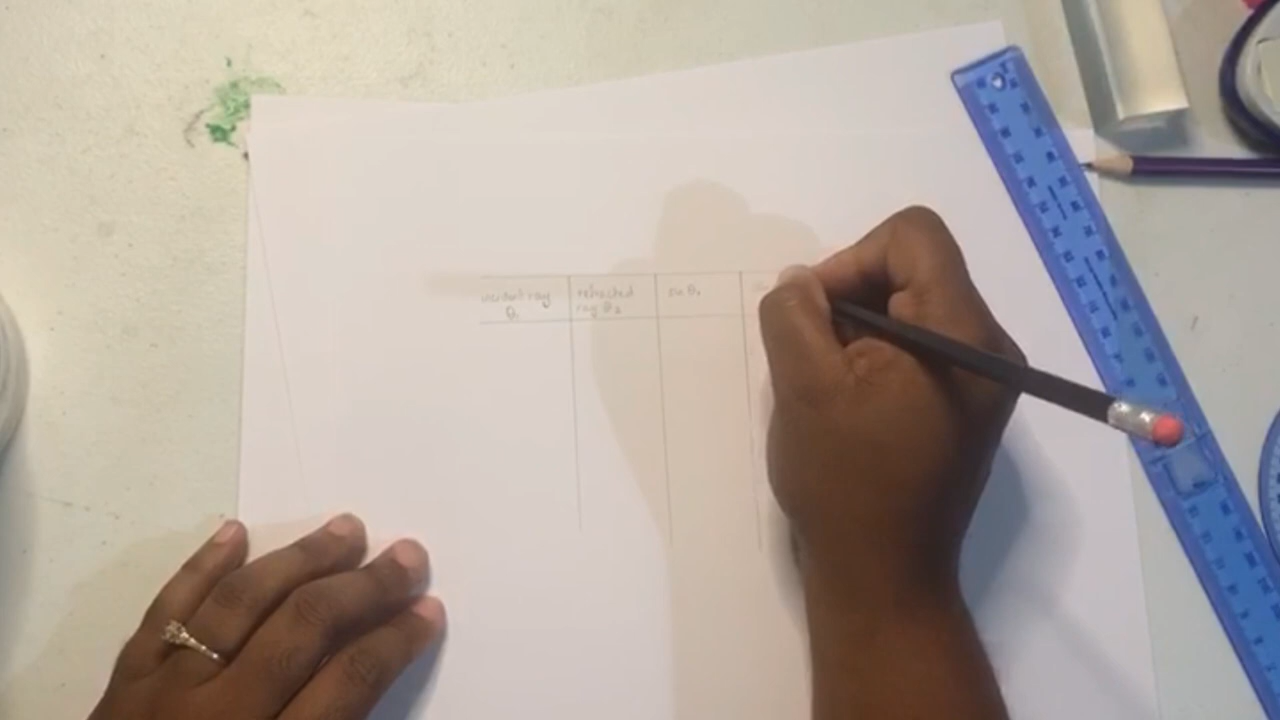 incident ray
θ₁
refracted
ray θ₂
sin θ₁